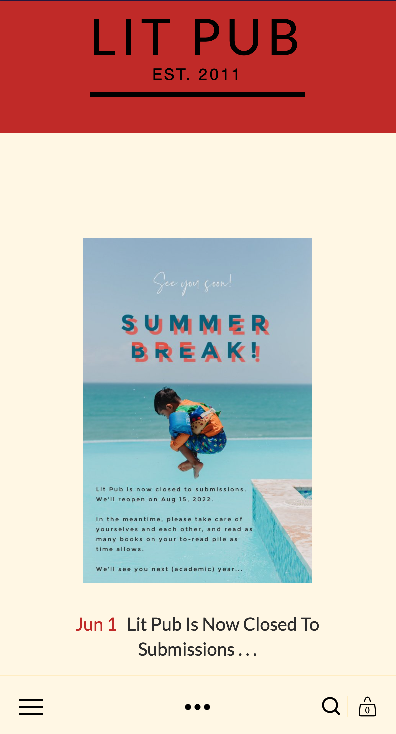 LIT PUB
EST. 2011
See you soon!
SUMMER
BREAK!
Lit Pub is now closed to submissions.
We'll reopen on Aug 15, 2022.
In the meantime, please take care of
yourselves and each other, and read as
many books on your to-read pile as
time allows.
We'll see you next (academic) year...
Jun 1 Lit Pub Is Now Closed To
Submissions . . .
0